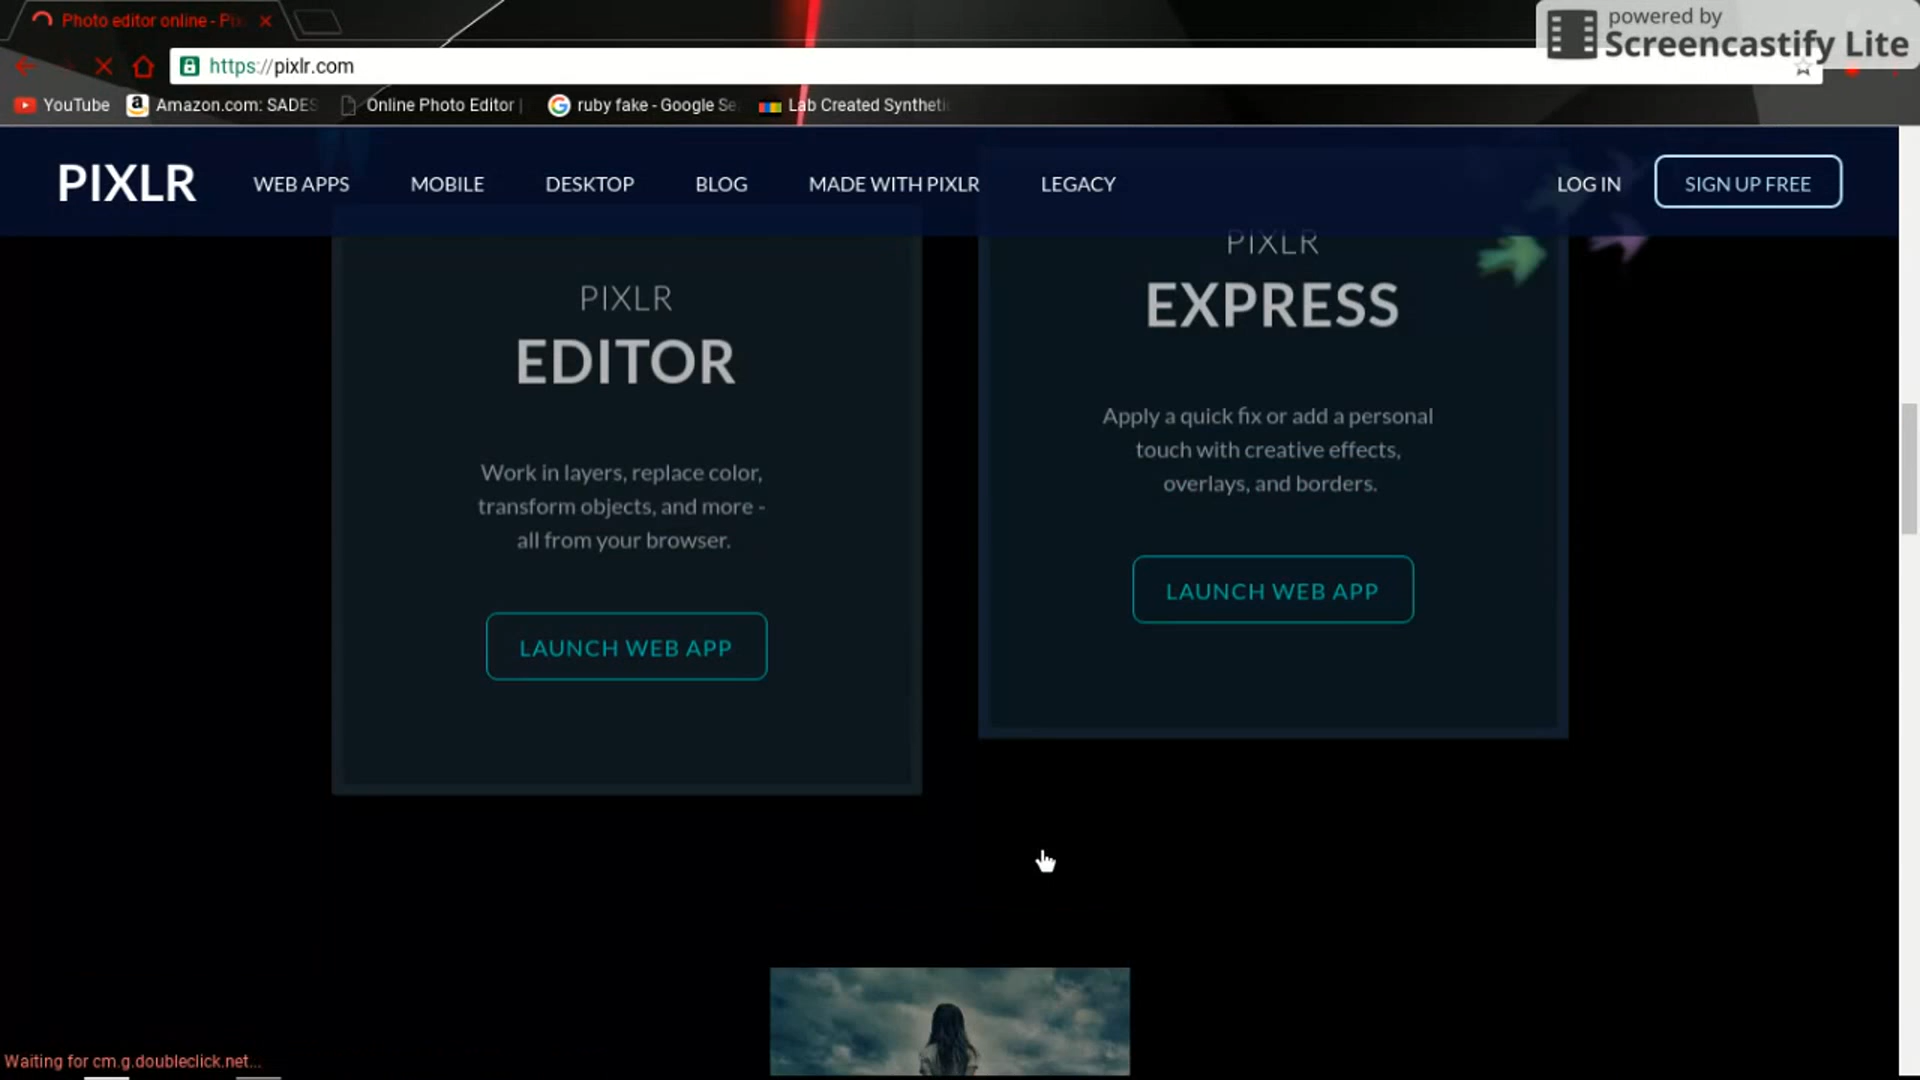 Photo editor online - Pi
powered by
Screencastify Lite
https://pixlr.com
YouTube
Amazon.com: SADES
Online Photo Editor |
ruby fake - Google Se
Lab Created Syntheti
PIXLR
WEB APPS
MOBILE
DESKTOP
BLOG
MADE WITH PIXLR
LEGACY
LOG IN
SIGN UP FREE
PIXLR
EDITOR
Work in layers, replace color,
transform objects, and more -
all from your browser.
LAUNCH WEB APP
PIXLR
EXPRESS
Apply a quick fix or add a personal
touch with creative effects,
overlays, and borders.
LAUNCH WEB APP
Waiting for cm.g.doubleclick.net...